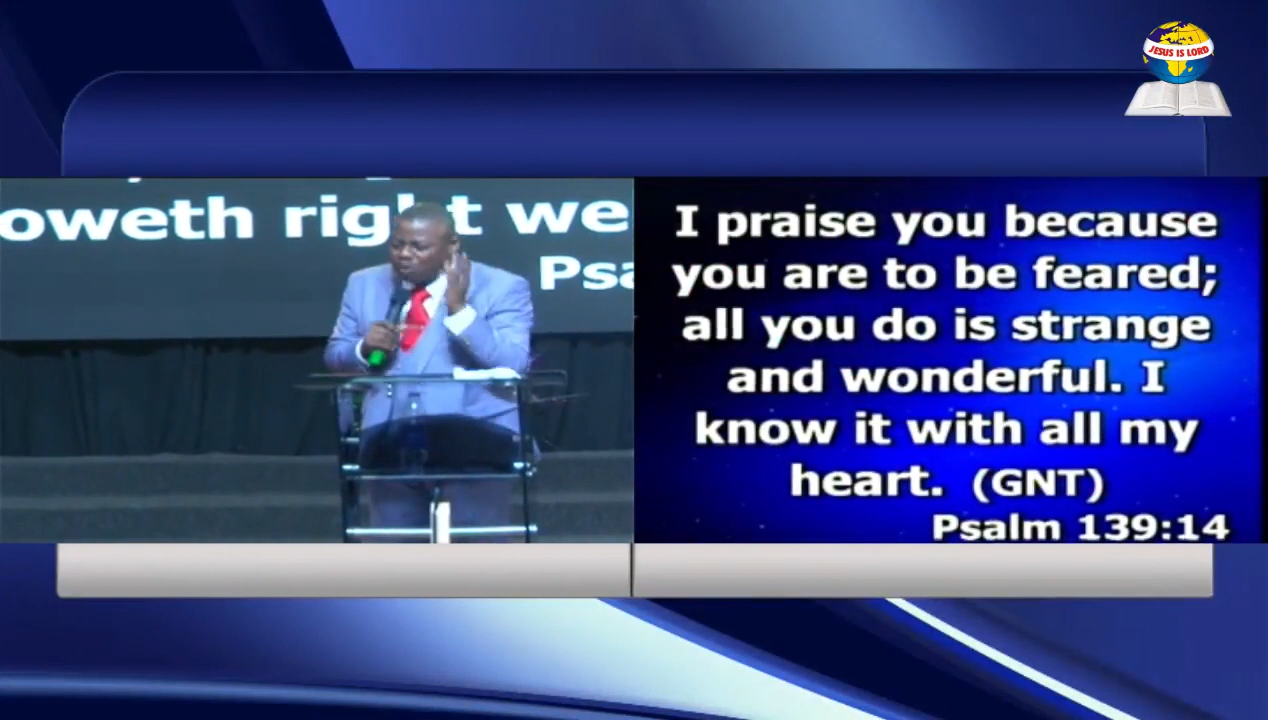 JESUS IS LORD
oweth right we
Psa
I praise you because
you are to be feared;
all you do is strange
and wonderful. I
know it with all my
heart. (GNT)
Psalm 139:14